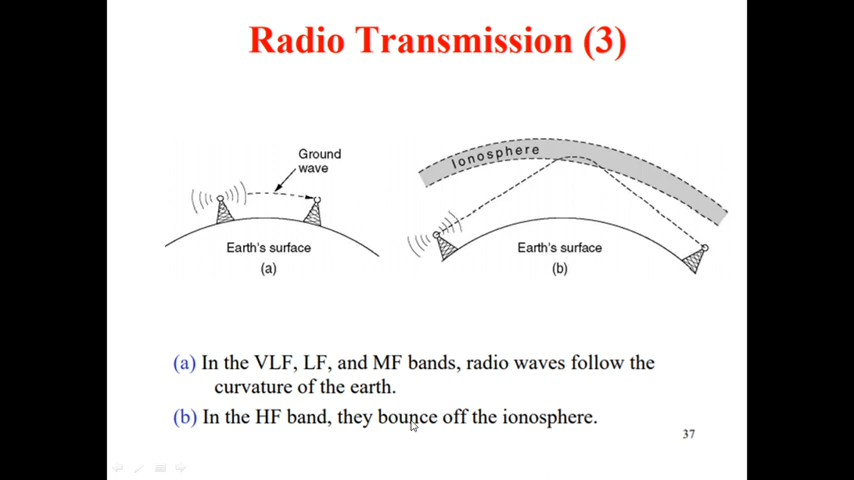 Radio Transmission (3)
Ground
wave
Earth's surface
(a)
Ionosphere
Earth's surface
(b)
(a) In the VLF, LF, and MF bands, radio waves follow the
curvature of the earth.
(b) In the HF band, they bounce off the ionosphere.
37